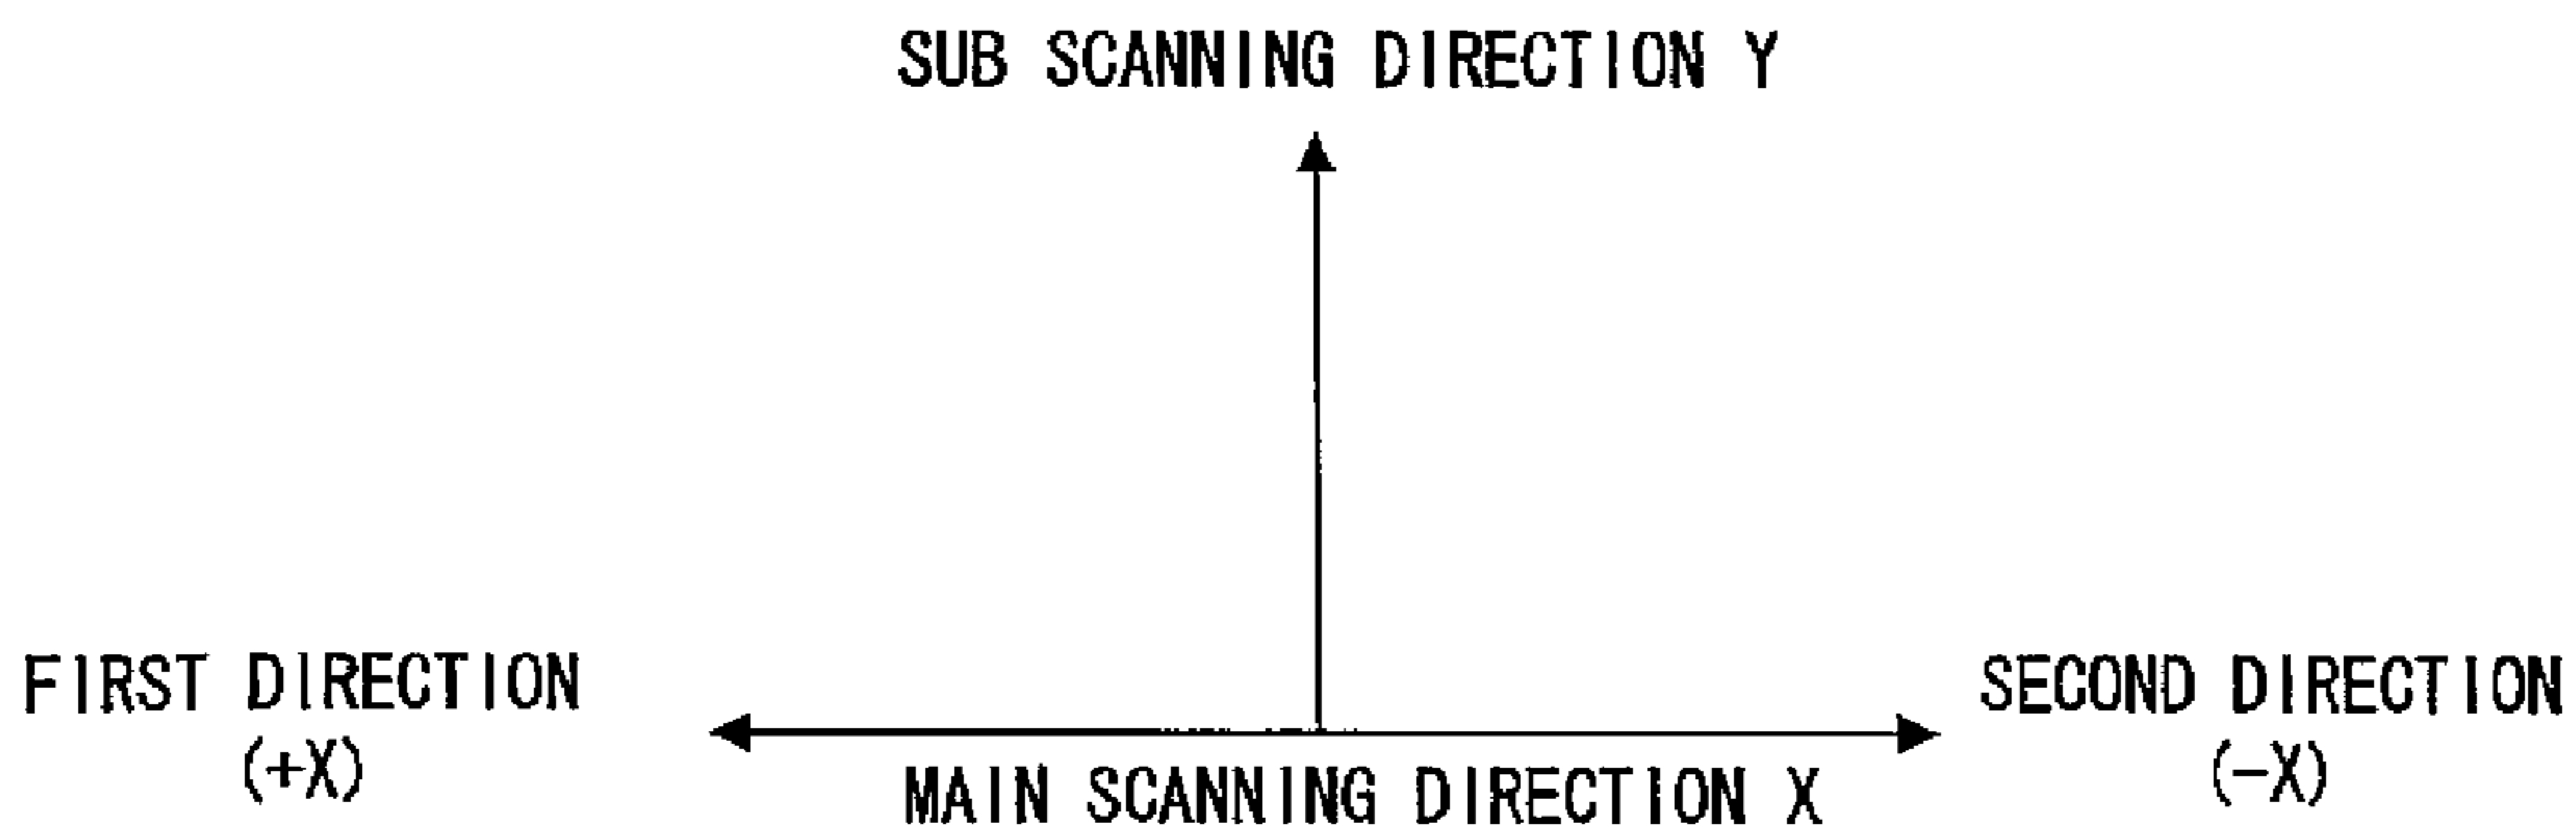 SUB SCANNING DIRECTION Y
FIRST DIRECTION
(+X)
MAIN SCANNING DIRECTION X
SECOND DIRECTION
(-X)